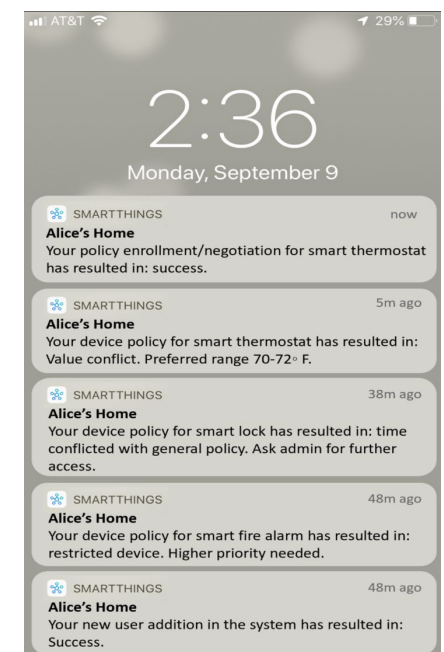 AT&T 29%
2:36
Monday, September 9
SMARTTHINGS now
Alice's Home
Your policy enrollment/negotiation for smart thermostat
has resulted in: success.
SMARTTHINGS 5m ago
Alice's Home
Your device policy for smart thermostat has resulted in:
Value conflict. Preferred range 70-72° F.
SMARTTHINGS 38m ago
Alice's Home
Your device policy for smart lock has resulted in: time
conflicted with general policy. Ask admin for further
access.
SMARTTHINGS 48m ago
Alice's Home
Your device policy for smart fire alarm has resulted in:
restricted device. Higher priority needed.
SMARTTHINGS 48m ago
Alice's Home
Your new user addition in the system has resulted in:
Success.